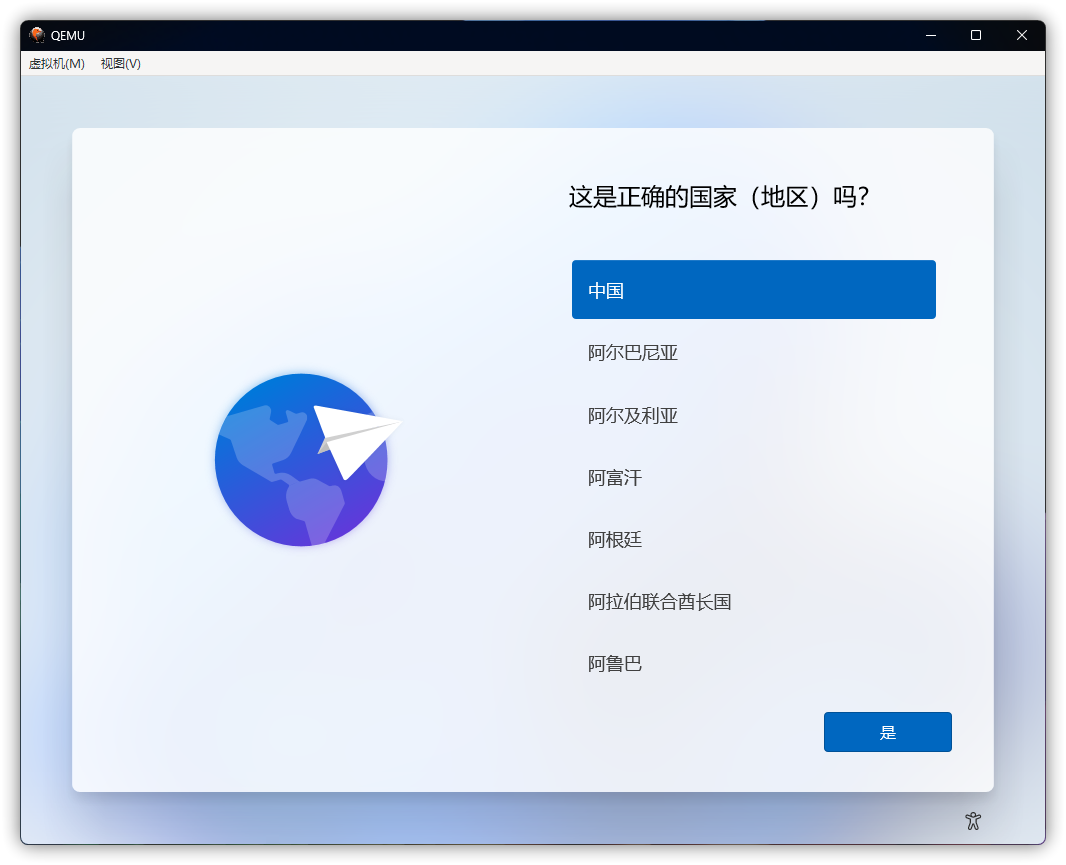 QEMU
虚拟机(M) 视图(V)
这是正确的国家（地区）吗?
中国
阿尔巴尼亚
阿尔及利亚
阿富汗
阿根廷
阿拉伯联合酋长国
阿鲁巴
是